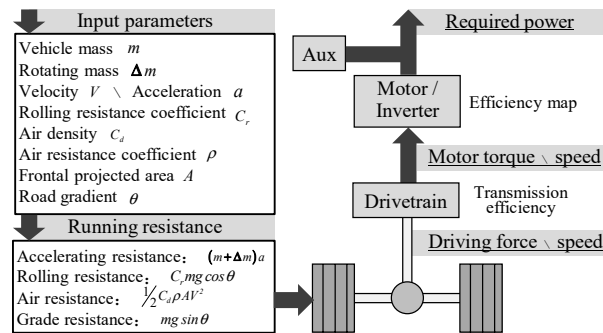 Input parameters
Vehicle mass m
Rotating mass Δm
Velocity V \ Acceleration a
Rolling resistance coefficient C_r
Air density C_d
Air resistance coefficient ρ
Frontal projected area A
Road gradient θ
Running resistance
Accelerating resistance: (m+Δm)a
Rolling resistance: C_r mg cosθ
Air resistance: 1/2 C_d ρAV²
Grade resistance: mg sinθ
Required power
Aux
Motor /
Inverter
Efficiency map
Motor torque \ speed
Drivetrain
Transmission
efficiency
Driving force \ speed